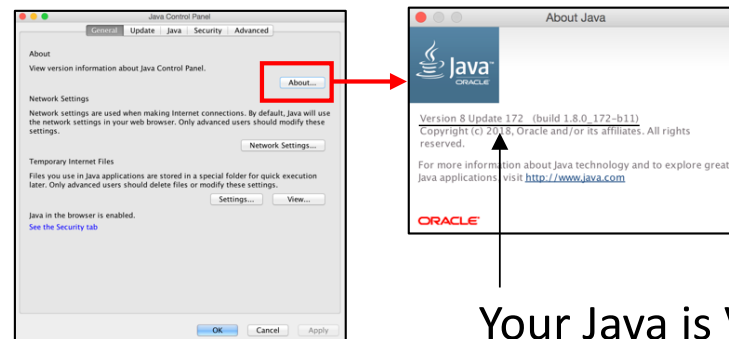 Java Control Panel
General Update Java Security Advanced
About
View version information about Java Control Panel.
About...
Network Settings
Network settings are used when making Internet connections. By default, Java will use
the network settings in your web browser. Only advanced users should modify these
settings.
Network Settings...
Temporary Internet Files
Files you use in Java applications are stored in a special folder for quick execution
later. Only advanced users should delete files or modify these settings.
Settings... View...
Java in the browser is enabled.
See the Security tab
OK Cancel Apply
About Java
Java™
ORACLE
Version 8 Update 172 (build 1.8.0_172-b11)
Copyright (c) 2018, Oracle and/or its affiliates. All rights
reserved.
For more information about Java technology and to explore great
Java applications, visit http://www.java.com
ORACLE
Your Java is